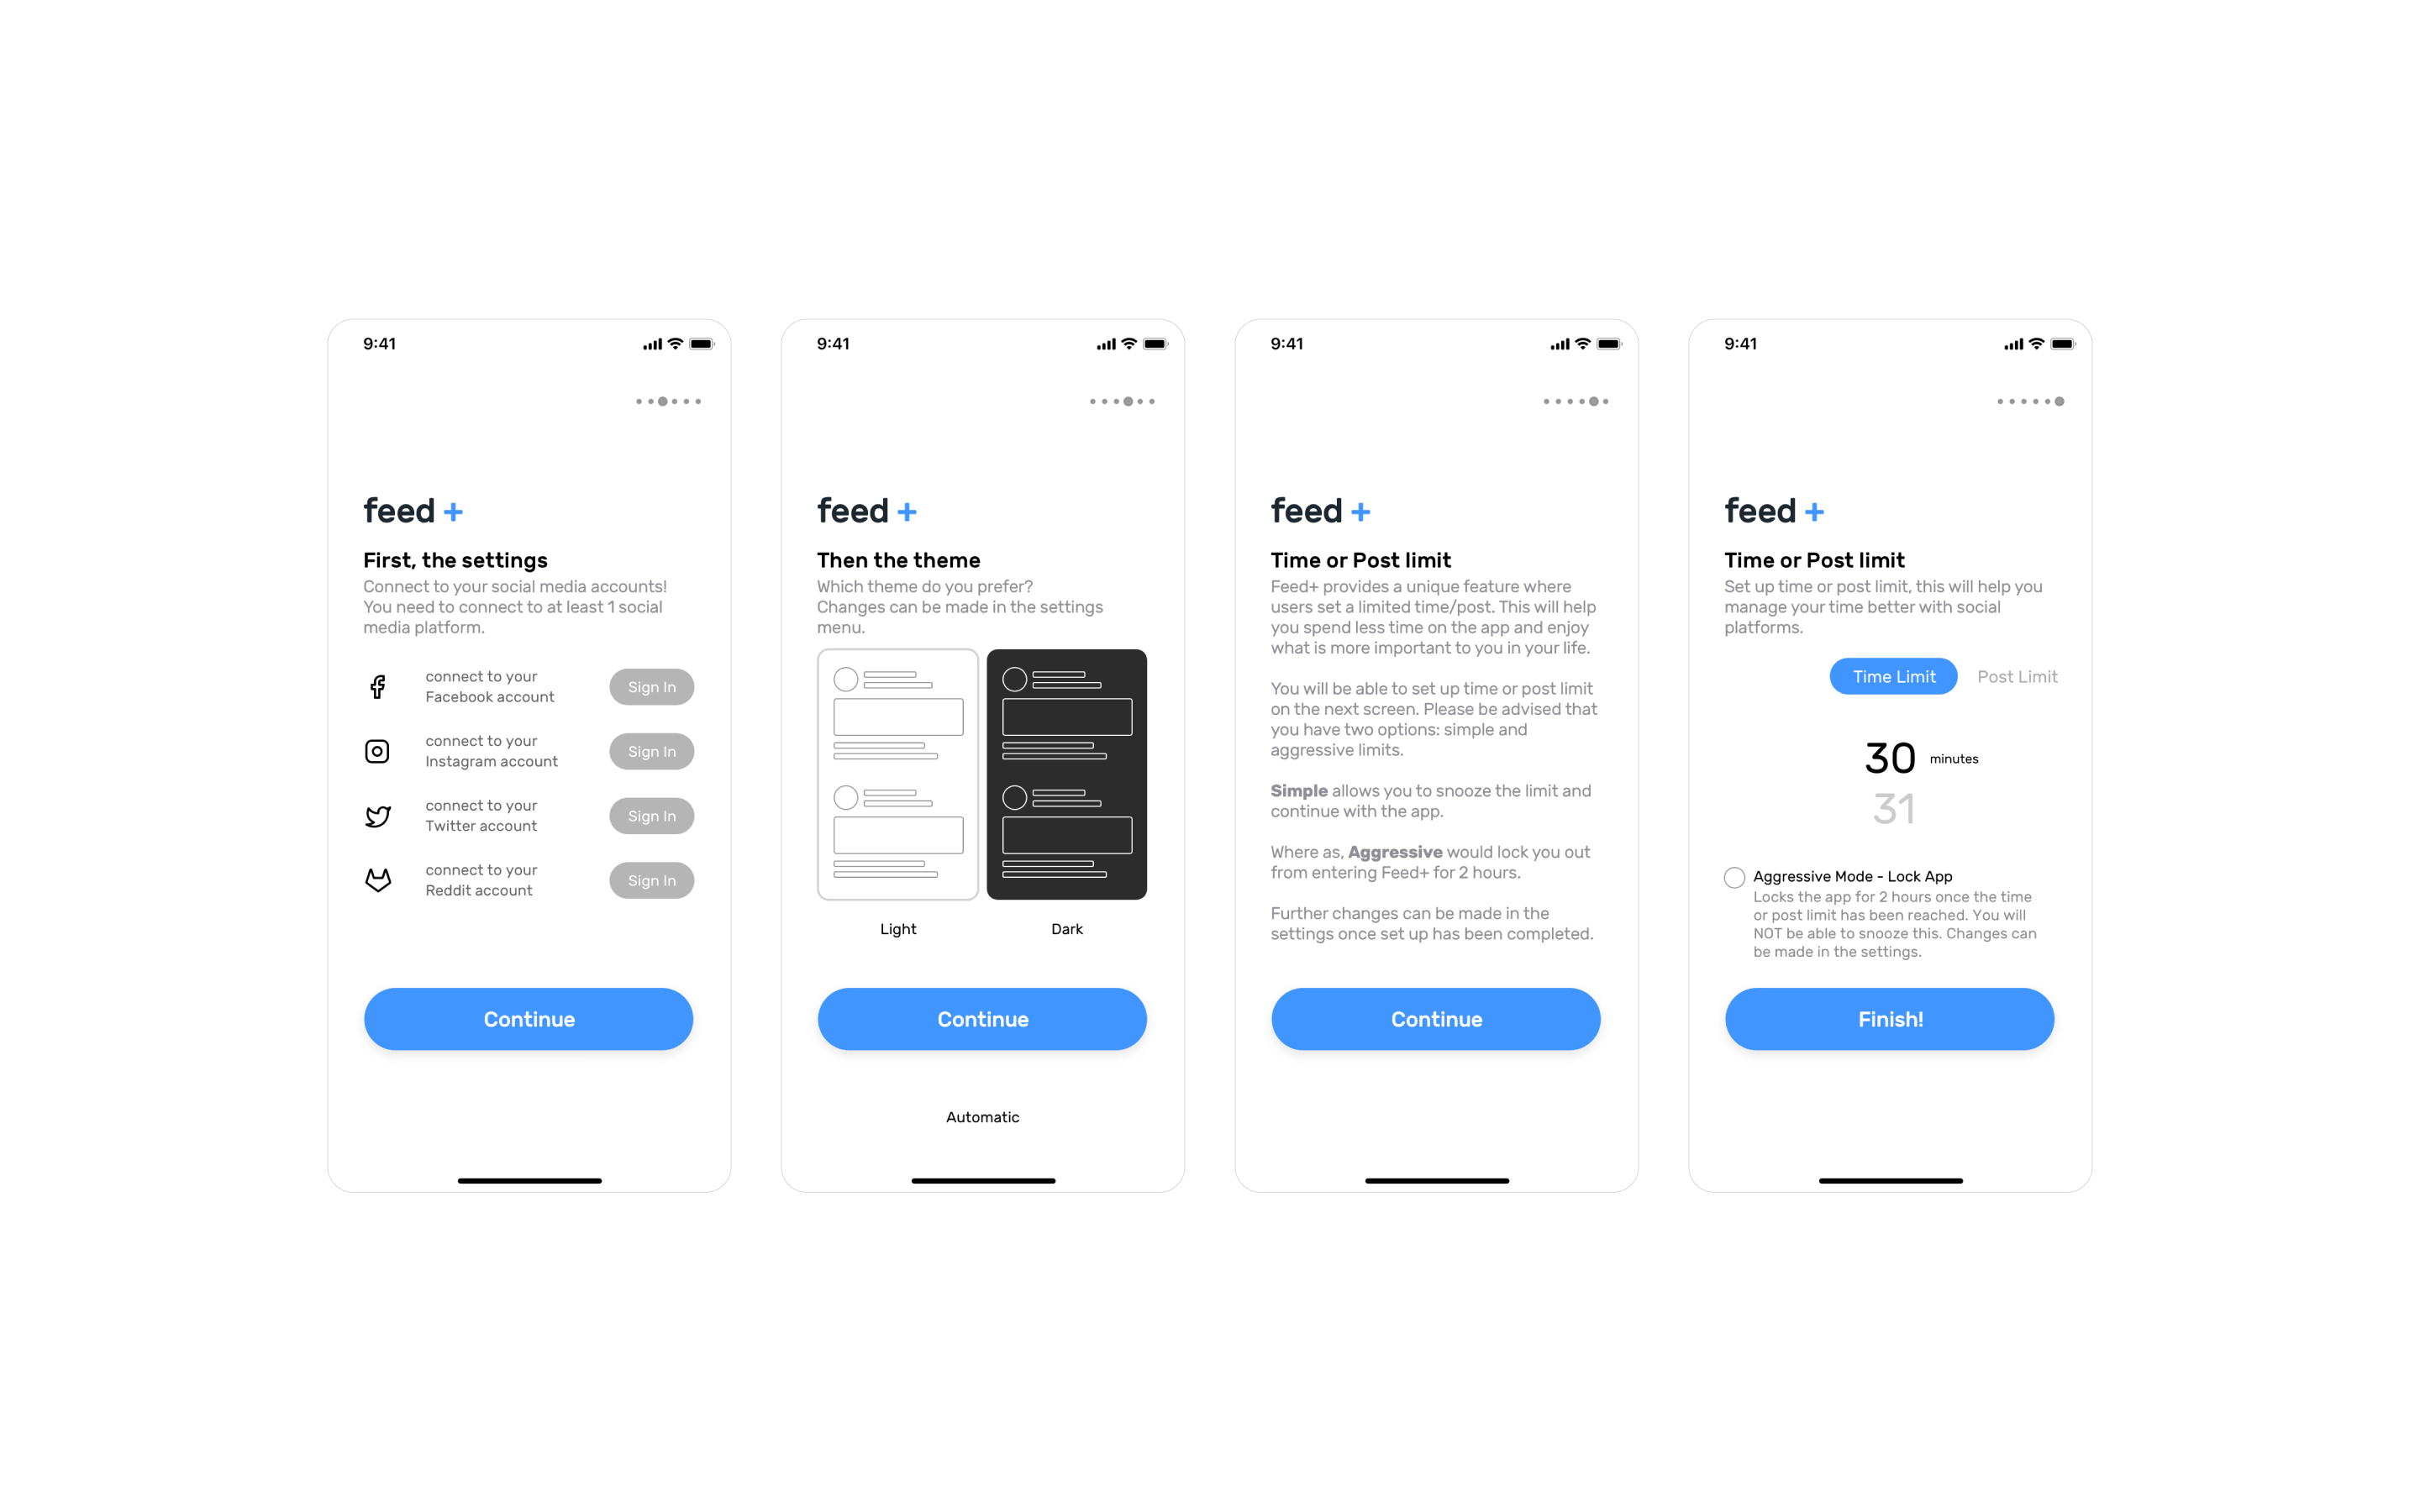 9:41
feed +
First, the settings
Connect to your social media accounts!
You need to connect to at least 1 social
media platform.
connect to your
Facebook account
Sign In
connect to your
Instagram account
Sign In
connect to your
Twitter account
Sign In
connect to your
Reddit account
Sign In
Continue
9:41
feed +
Then the theme
Which theme do you prefer?
Changes can be made in the settings
menu.
Light
Dark
Continue
Automatic
9:41
feed +
Time or Post limit
Feed+ provides a unique feature where
users set a limited time/post. This will help
you spend less time on the app and enjoy
what is more important to you in your life.
You will be able to set up time or post limit
on the next screen. Please be advised that
you have two options: simple and
aggressive limits.
Simple allows you to snooze the limit and
continue with the app.
Where as, Aggressive would lock you out
from entering Feed+ for 2 hours.
Further changes can be made in the
settings once set up has been completed.
Continue
9:41
feed +
Time or Post limit
Set up time or post limit, this will help you
manage your time better with social
platforms.
Time Limit
Post Limit
30 minutes
31
Aggressive Mode - Lock App
Locks the app for 2 hours once the time
or post limit has been reached. You will
NOT be able to snooze this. Changes can
be made in the settings.
Finish!